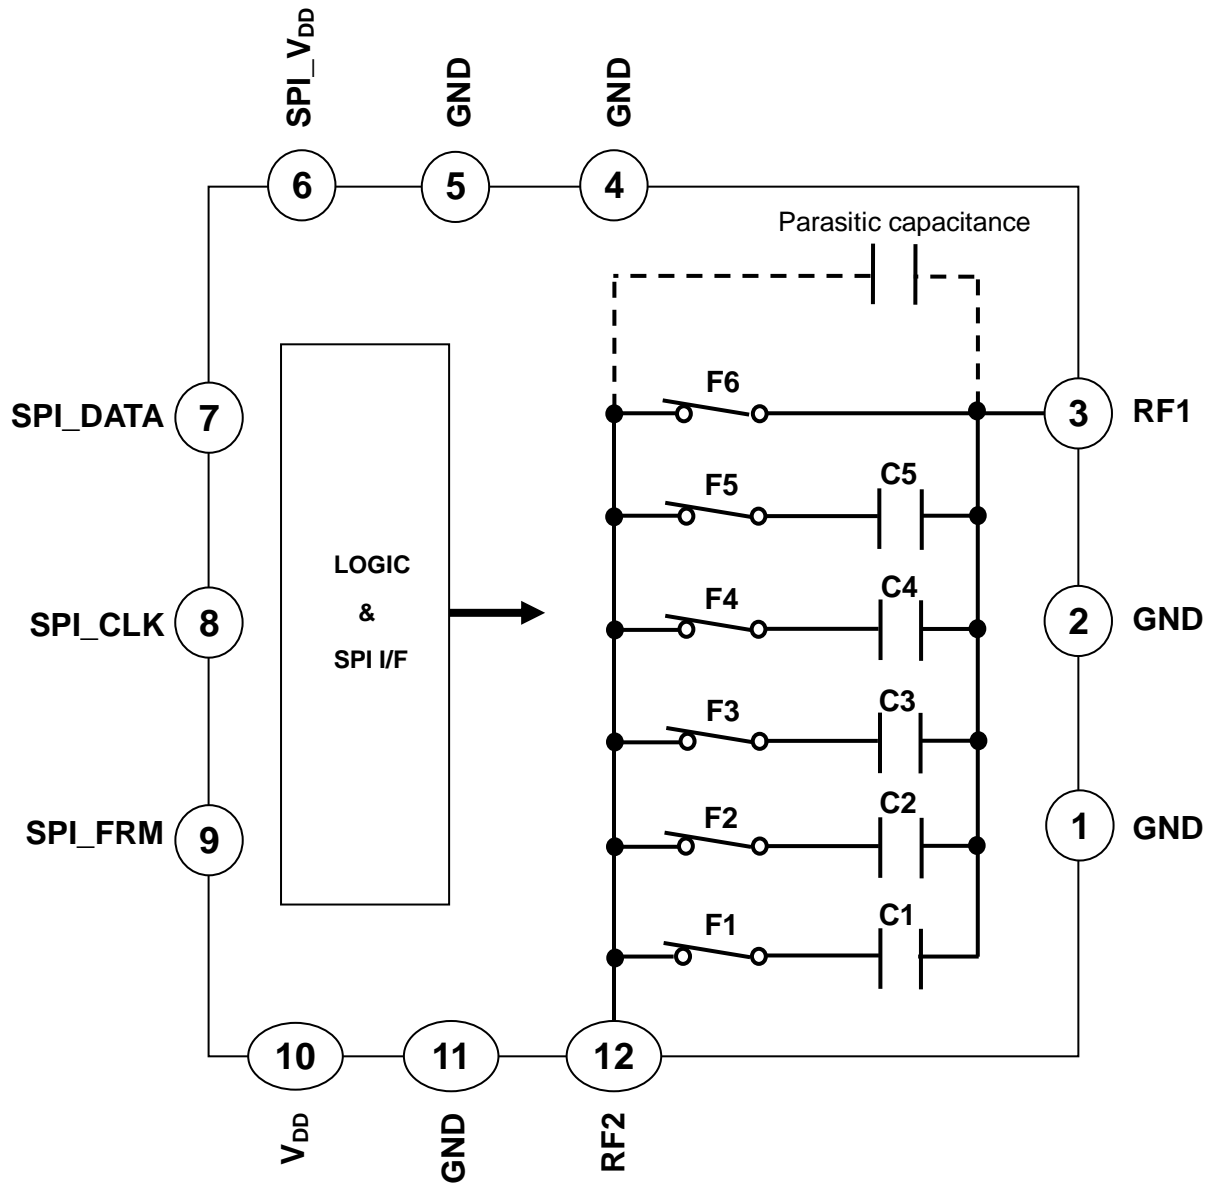 SPI_VDD
GND
GND
6
5
4
Parasitic capacitance
SPI_DATA
7
F6
3
RF1
F5
C5
LOGIC
&
SPI I/F
SPI_CLK
8
F4
C4
2
GND
F3
C3
SPI_FRM
9
F2
C2
1
GND
F1
C1
10
11
12
VDD
GND
RF2